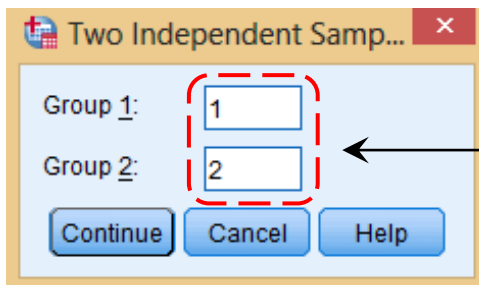 Two Independent Samp...
Group 1: 1
Group 2: 2
Continue Cancel Help